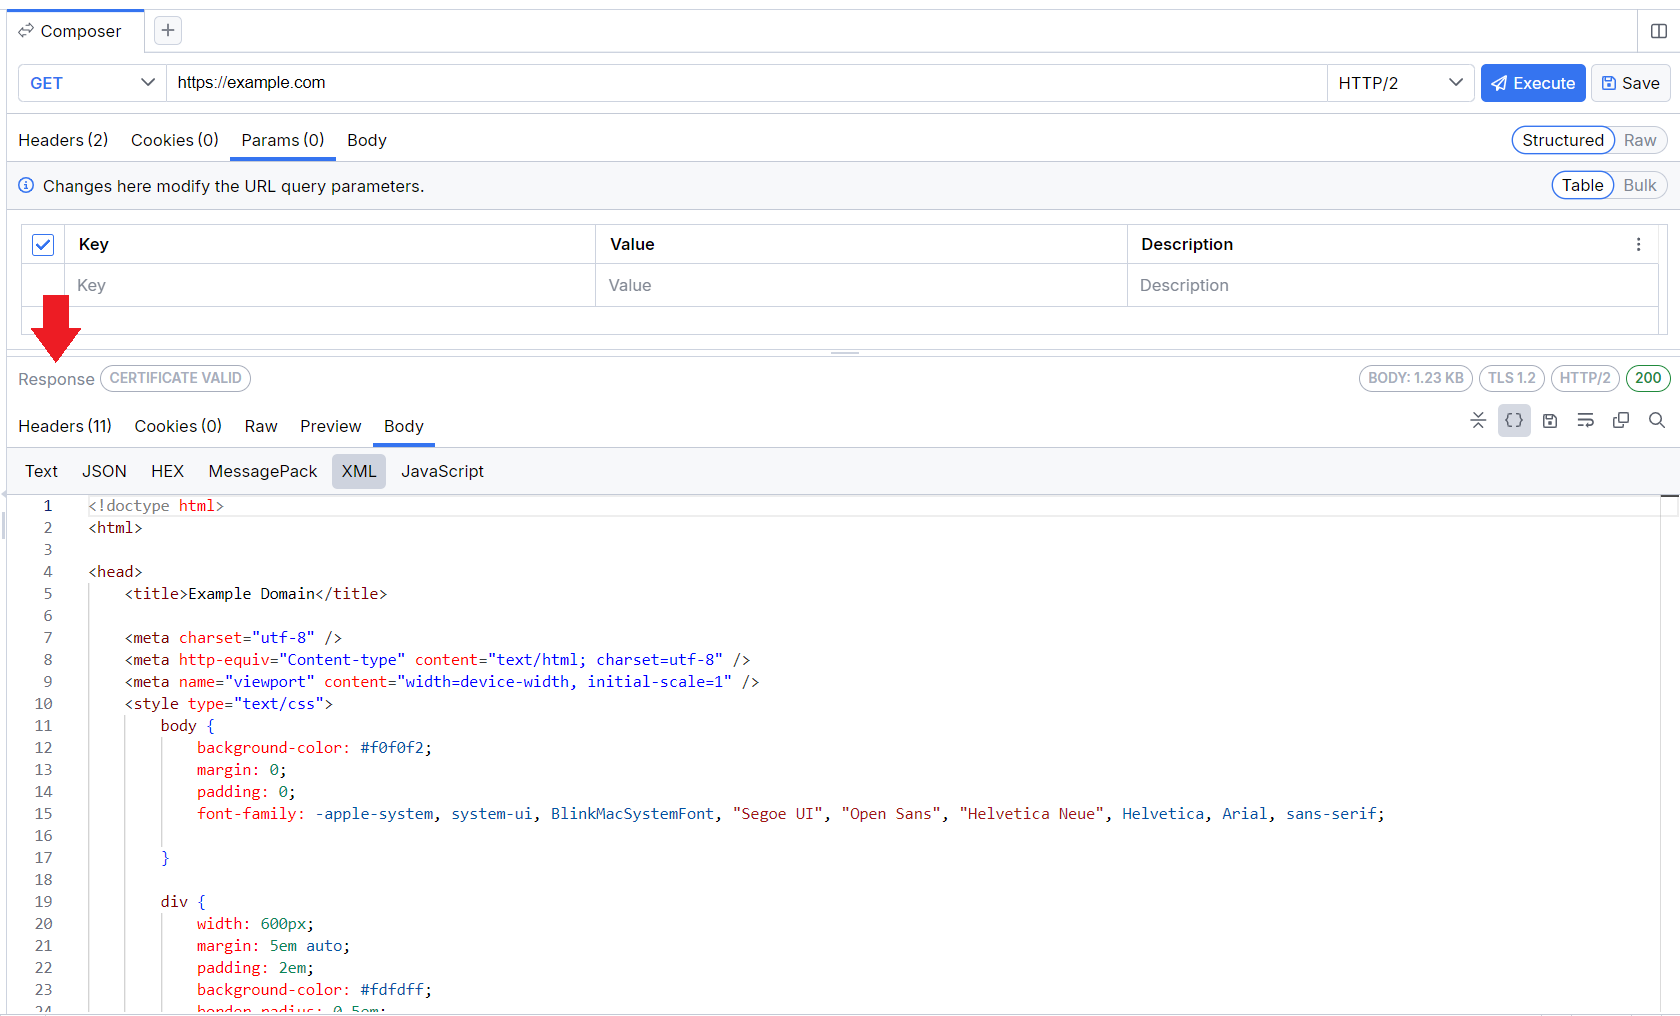 Composer
GET https://example.com HTTP/2 Execute Save
Headers (2) Cookies (0) Params (0) Body Structured Raw
Changes here modify the URL query parameters. Table Bulk
Key Value Description
Key Value Description
Response CERTIFICATE VALID BODY: 1.23 KB TLS 1.2 HTTP/2 200
Headers (11) Cookies (0) Raw Preview Body
Text JSON HEX MessagePack XML JavaScript
1 <!doctype html>
2 <html>
3
4 <head>
5 <title>Example Domain</title>
6
7 <meta charset="utf-8" />
8 <meta http-equiv="Content-type" content="text/html; charset=utf-8" />
9 <meta name="viewport" content="width=device-width, initial-scale=1" />
10 <style type="text/css">
11 body {
12 background-color: #f0f0f2;
13 margin: 0;
14 padding: 0;
15 font-family: -apple-system, system-ui, BlinkMacSystemFont, "Segoe UI", "Open Sans", "Helvetica Neue", Helvetica, Arial, sans-serif;
16
17 }
18
19 div {
20 width: 600px;
21 margin: 5em auto;
22 padding: 2em;
23 background-color: #fdfdff;
24 border-radius: 0.5em;